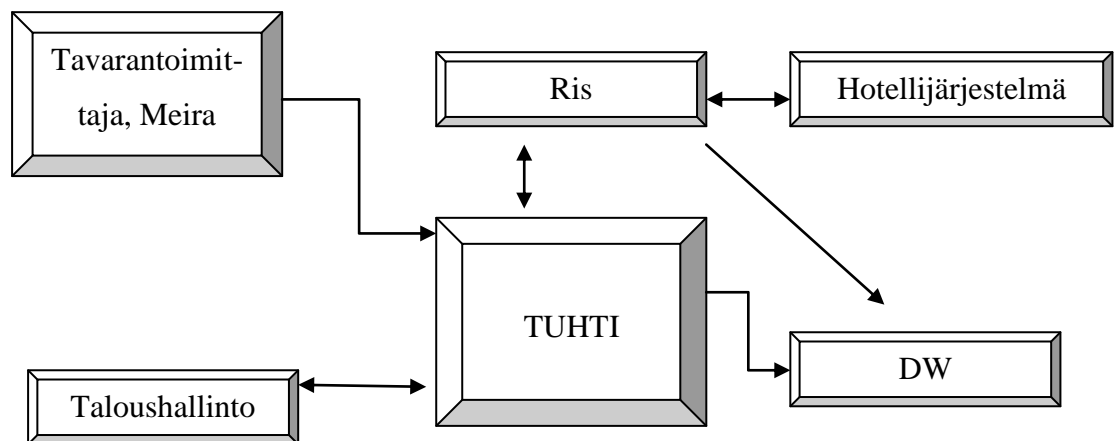 Tavarantoimit-
taja, Meira
Ris
Hotellijärjestelmä
TUHTI
DW
Taloushallinto